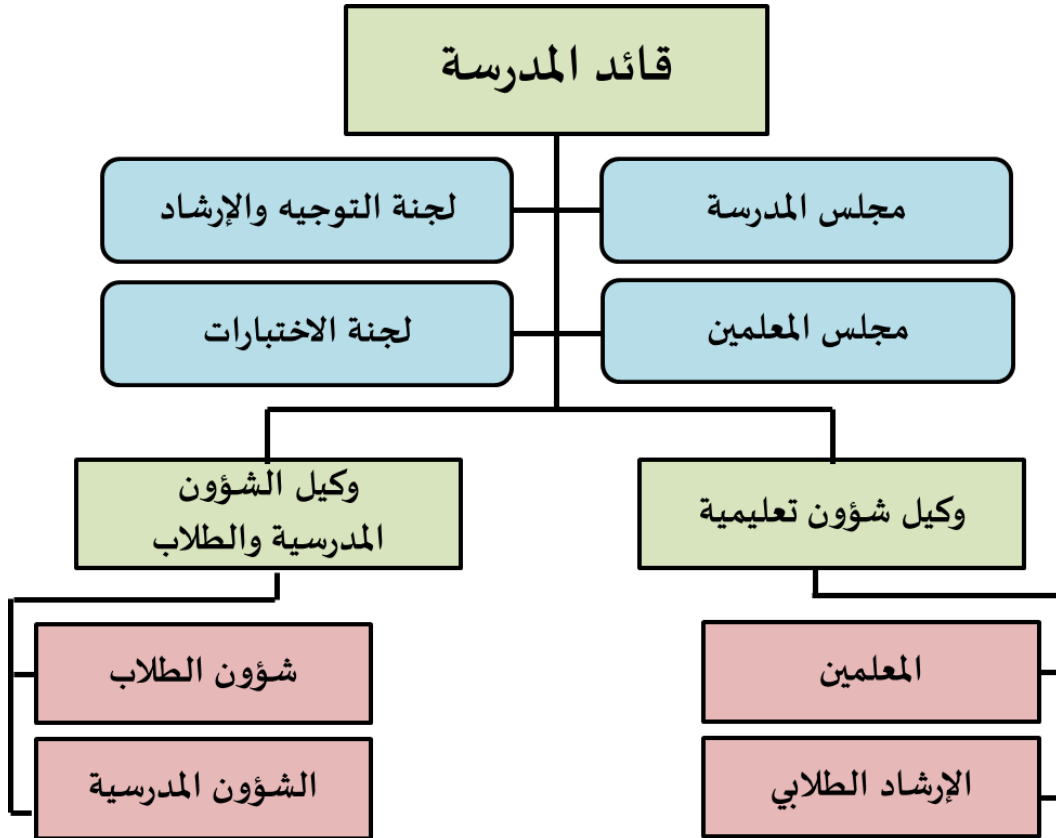 قائد المدرسة
مجلس المدرسة
لجنة التوجيه والإرشاد
مجلس المعلمين
لجنة الاختبارات
وكيل شؤون تعليمية
وكيل الشؤون
المدرسية والطلاب
المعلمين
شؤون الطلاب
الإرشاد الطلابي
الشؤون المدرسية